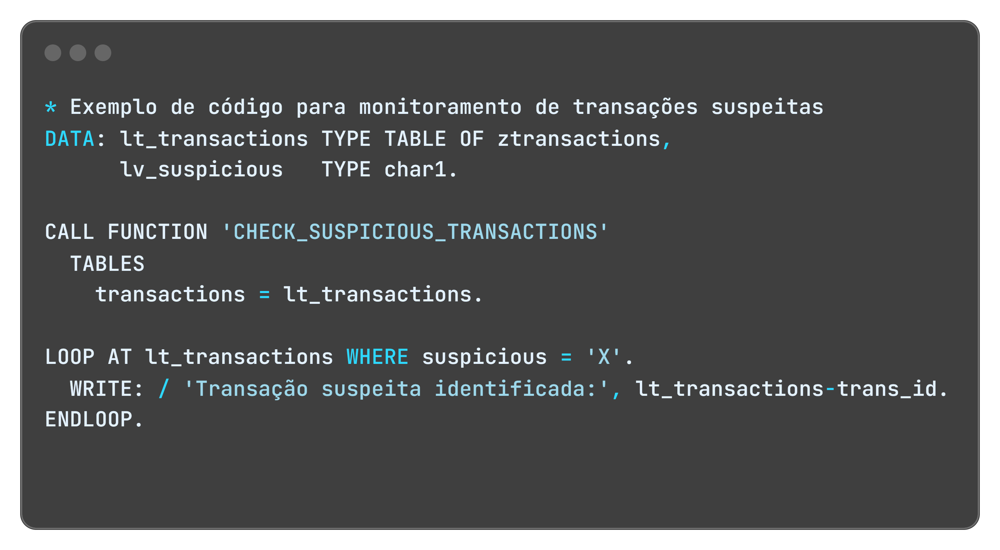 * Exemplo de código para monitoramento de transações suspeitas
DATA: lt_transactions TYPE TABLE OF ztransactions,
      lv_suspicious   TYPE char1.
CALL FUNCTION 'CHECK_SUSPICIOUS_TRANSACTIONS'
  TABLES
    transactions = lt_transactions.
LOOP AT lt_transactions WHERE suspicious = 'X'.
  WRITE: / 'Transação suspeita identificada:', lt_transactions-trans_id.
ENDLOOP.